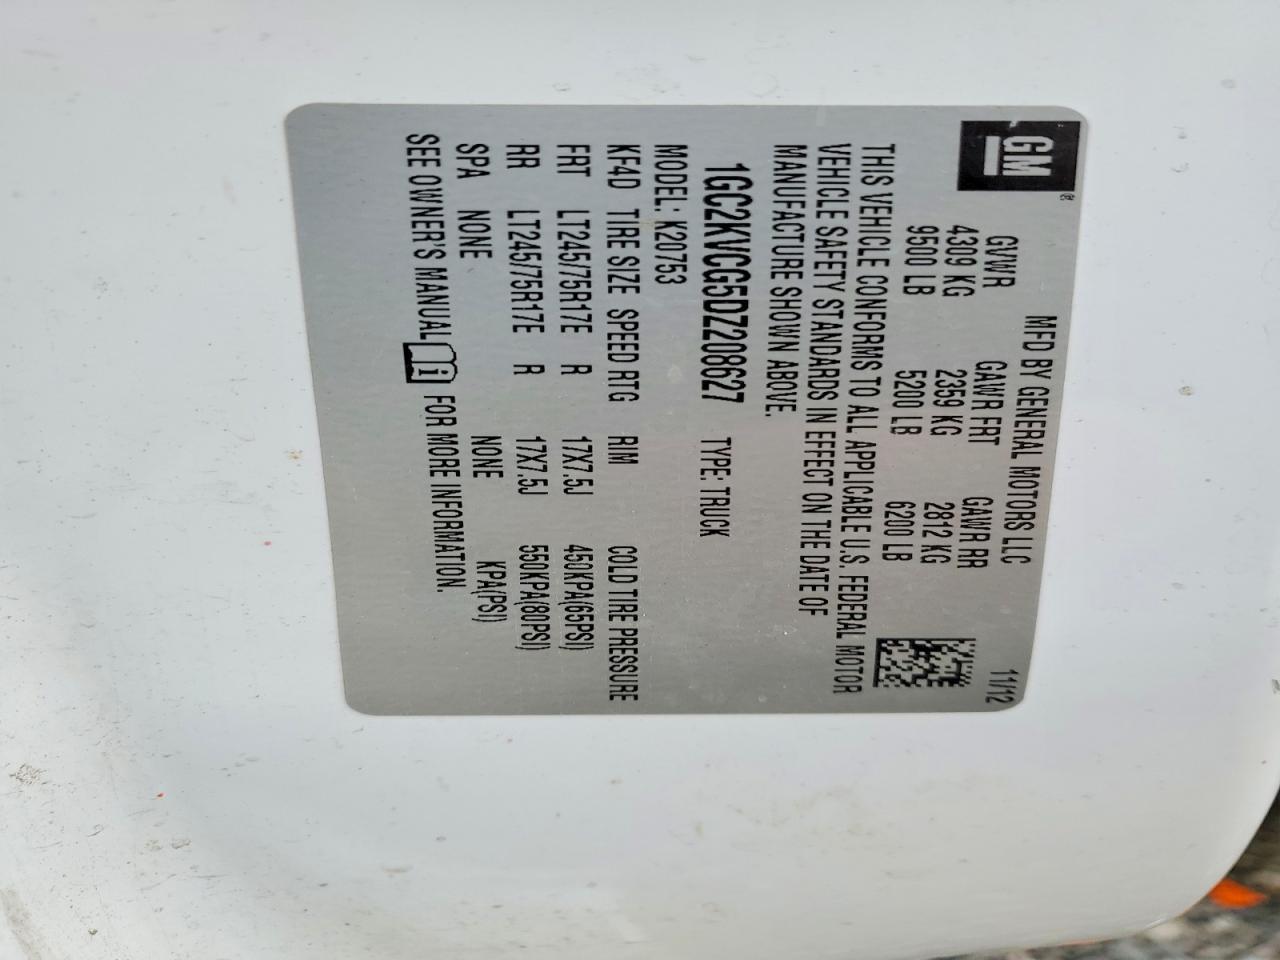 GM ®
MFD BY GENERAL MOTORS LLC 11/12
GVWR GAWR FRT GAWR RR
4309 KG 2359 KG 2812 KG
9500 LB 5200 LB 6200 LB
THIS VEHICLE CONFORMS TO ALL APPLICABLE U.S. FEDERAL MOTOR
VEHICLE SAFETY STANDARDS IN EFFECT ON THE DATE OF
MANUFACTURE SHOWN ABOVE.
1GC2KVCG5DZ208627 TYPE: TRUCK
MODEL: K20753
KF4D TIRE SIZE SPEED RTG RIM COLD TIRE PRESSURE
FRT LT245/75R17E R 17X7.5J 450KPA(65PSI)
RR LT245/75R17E R 17X7.5J 550KPA(80PSI)
SPA NONE NONE KPA(PSI)
SEE OWNER'S MANUAL i FOR MORE INFORMATION.